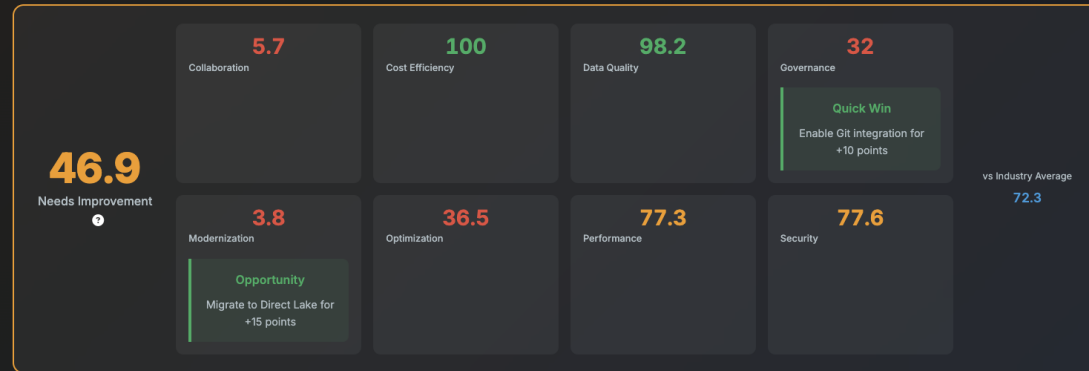 46.9
Needs Improvement
?
5.7
Collaboration
100
Cost Efficiency
98.2
Data Quality
32
Governance
Quick Win
Enable Git integration for
+10 points
3.8
Modernization
Opportunity
Migrate to Direct Lake for
+15 points
36.5
Optimization
77.3
Performance
77.6
Security
vs Industry Average
72.3